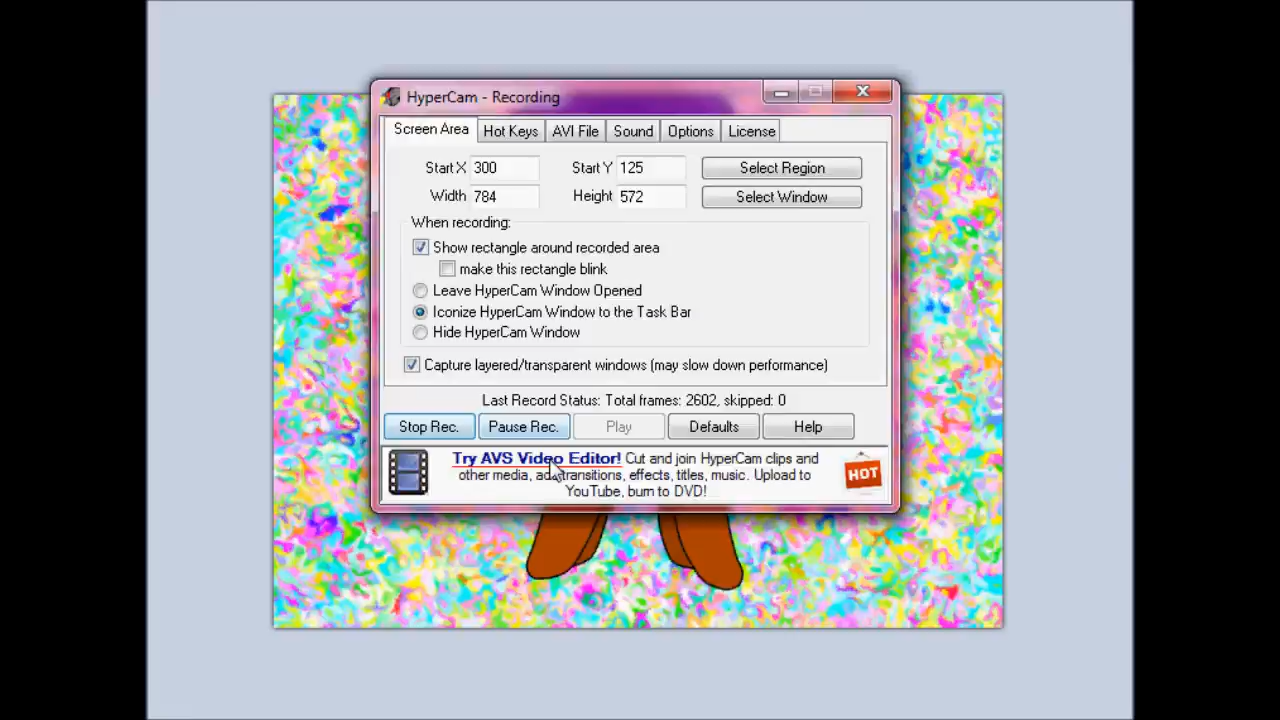 HyperCam - Recording
Screen Area Hot Keys AVI File Sound Options License
Start X 300 Start Y 125 Select Region
Width 784 Height 572 Select Window
When recording:
Show rectangle around recorded area
make this rectangle blink
Leave HyperCam Window Opened
Iconize HyperCam Window to the Task Bar
Hide HyperCam Window
Capture layered/transparent windows (may slow down performance)
Last Record Status: Total frames: 2602, skipped: 0
Stop Rec. Pause Rec. Play Defaults Help
Try AVS Video Editor! Cut and join HyperCam clips and
other media, add transitions, effects, titles, music. Upload to
YouTube, burn to DVD!
HOT